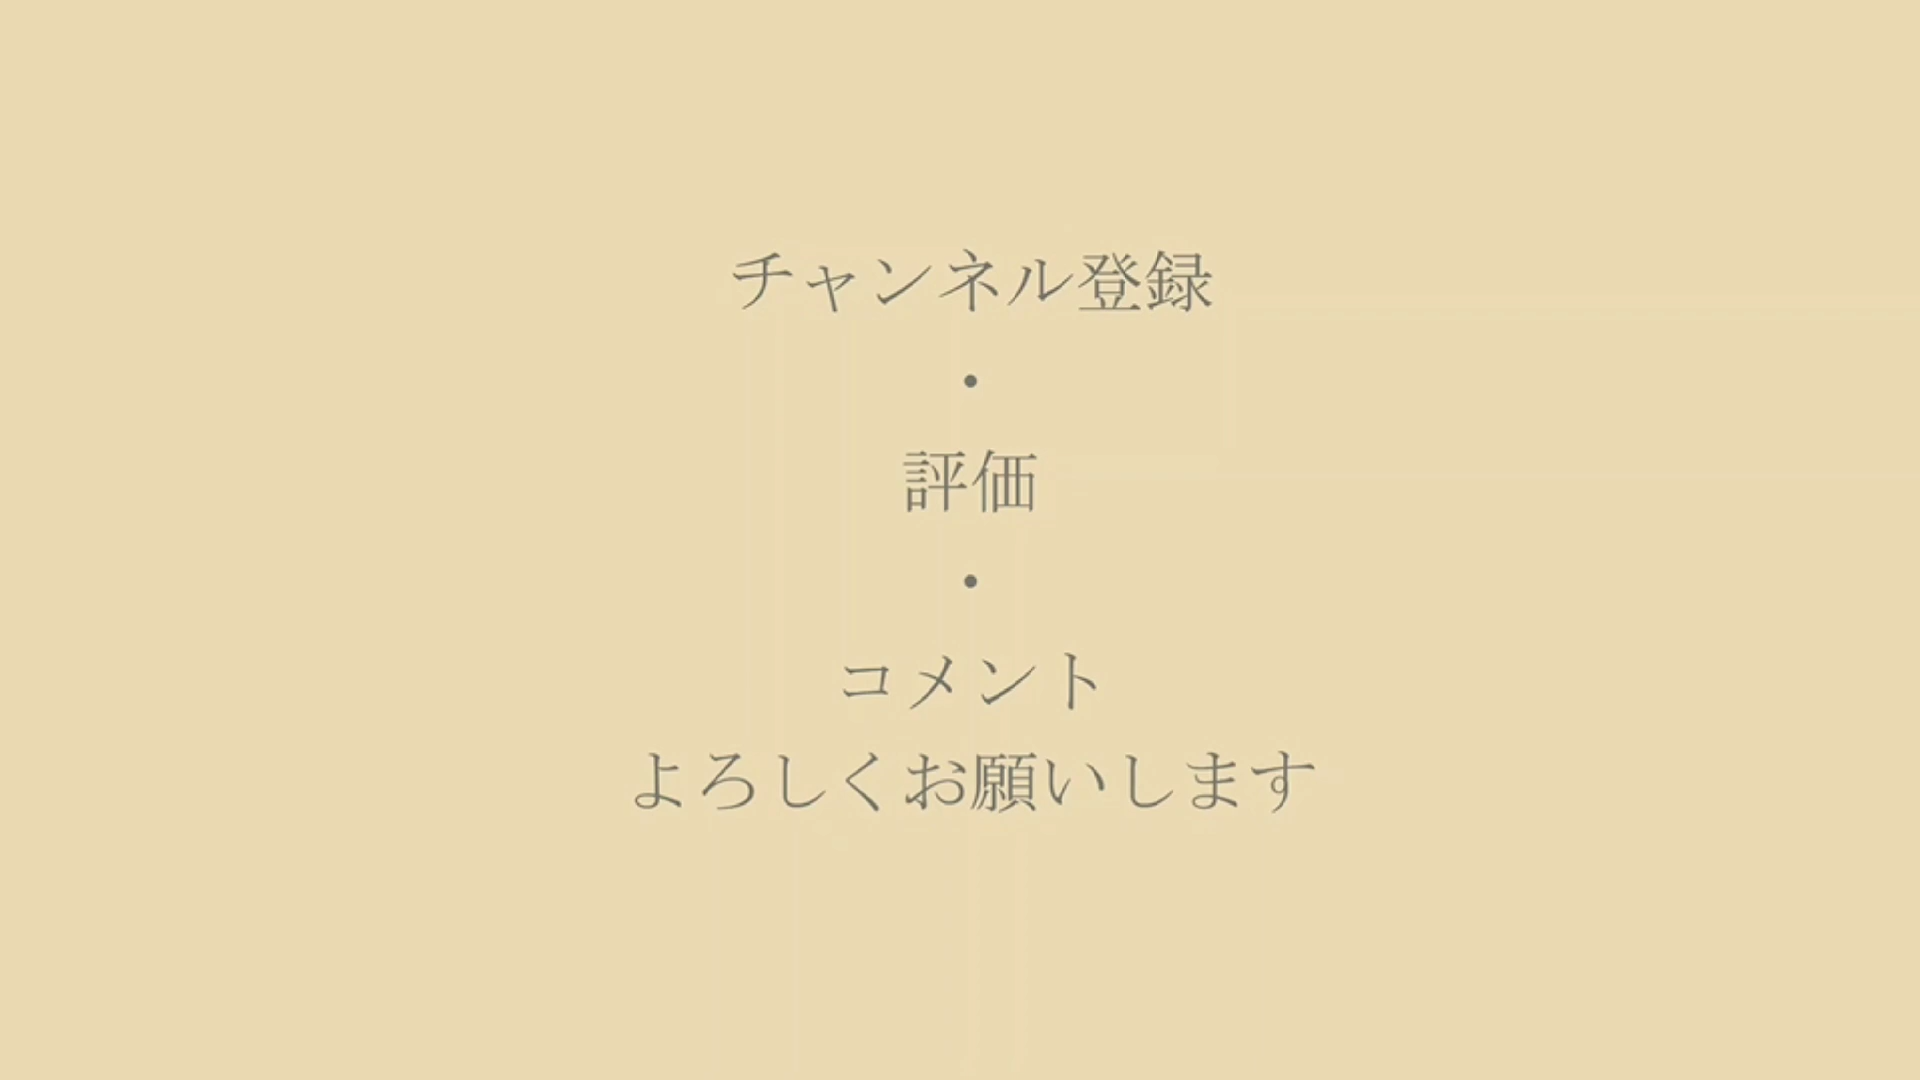 チャンネル登録
・
評価
・
コメント
よろしくお願いします